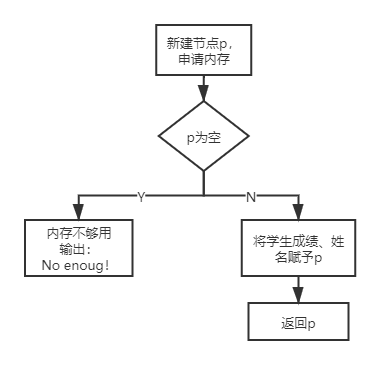 新建节点p，
申请内存
p为空
Y
N
内存不够用
输出：
No enoug！
将学生成绩、姓
名赋予p
返回p